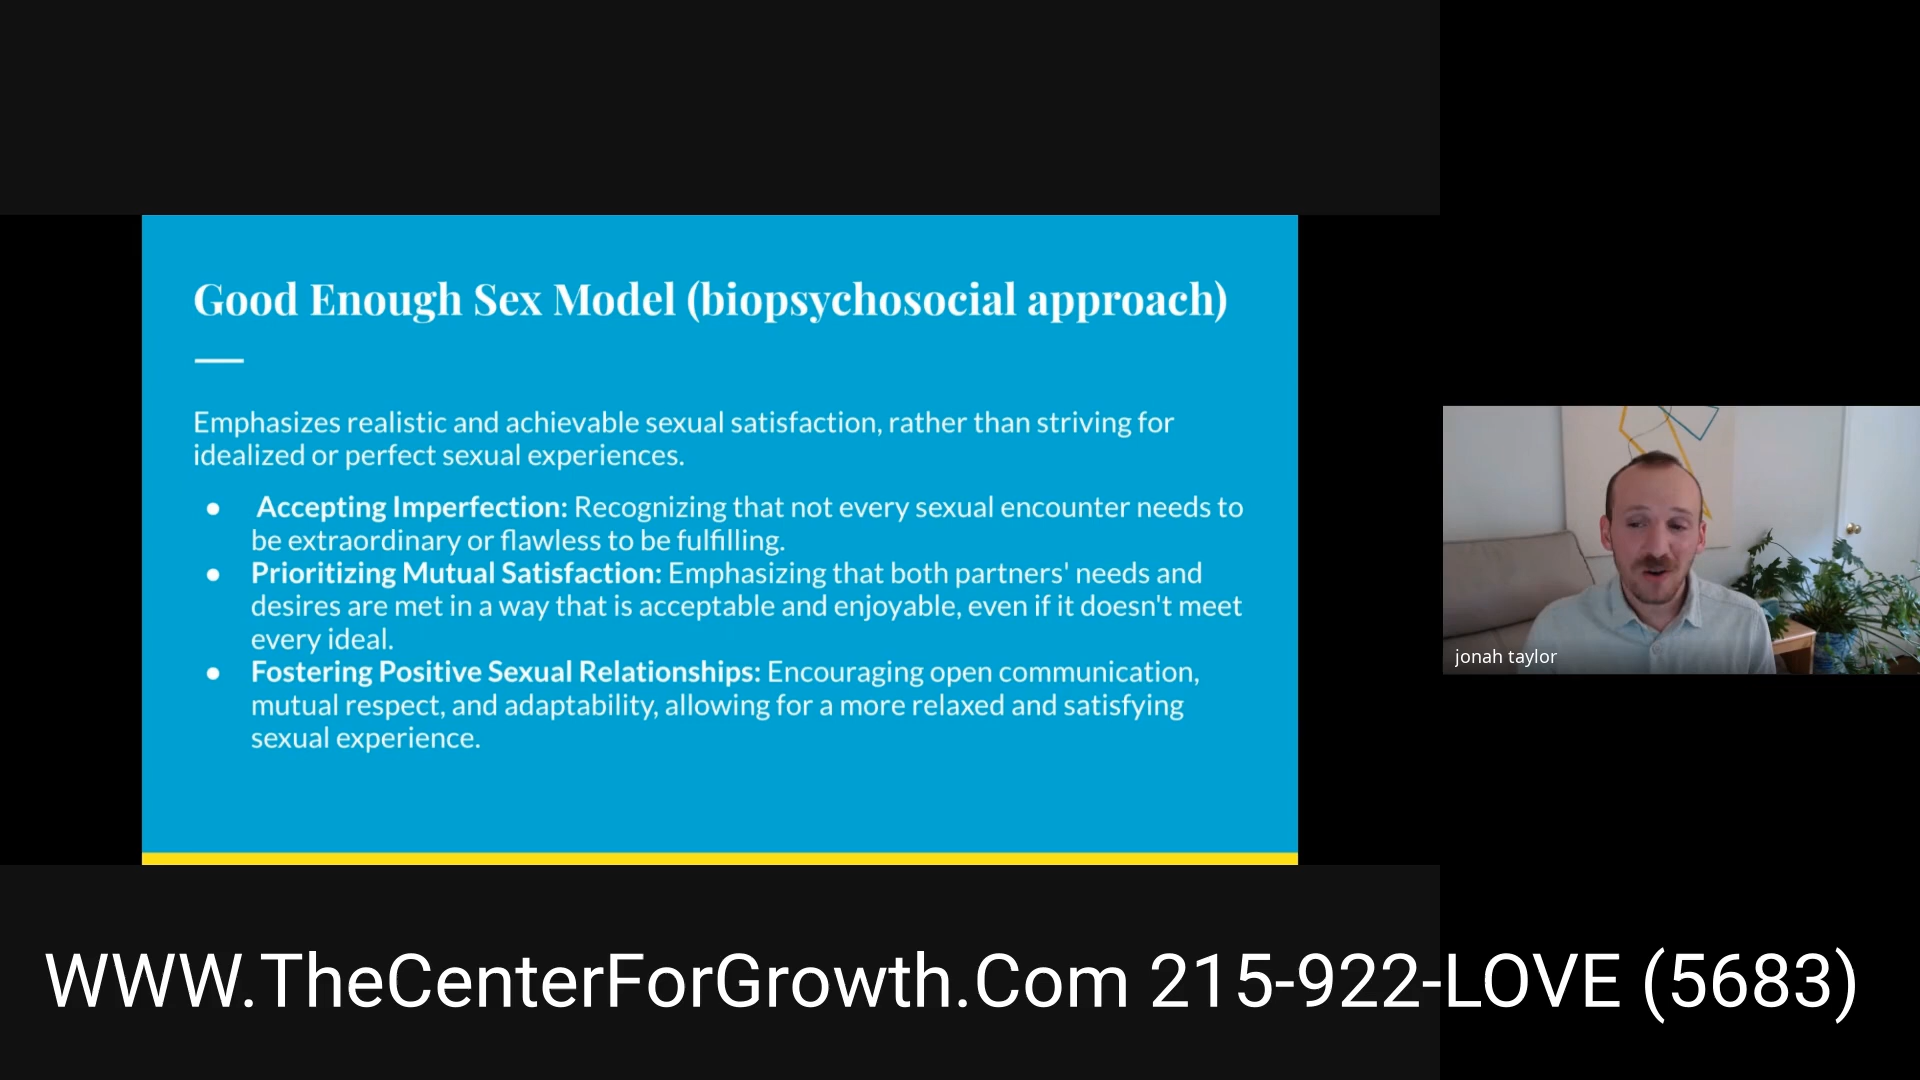 Good Enough Sex Model (biopsychosocial approach)
Emphasizes realistic and achievable sexual satisfaction, rather than striving for
idealized or perfect sexual experiences.
● Accepting Imperfection: Recognizing that not every sexual encounter needs to
be extraordinary or flawless to be fulfilling.
● Prioritizing Mutual Satisfaction: Emphasizing that both partners' needs and
desires are met in a way that is acceptable and enjoyable, even if it doesn't meet
every ideal.
● Fostering Positive Sexual Relationships: Encouraging open communication,
mutual respect, and adaptability, allowing for a more relaxed and satisfying
sexual experience.
jonah taylor
WWW.TheCenterForGrowth.Com 215-922-LOVE (5683)